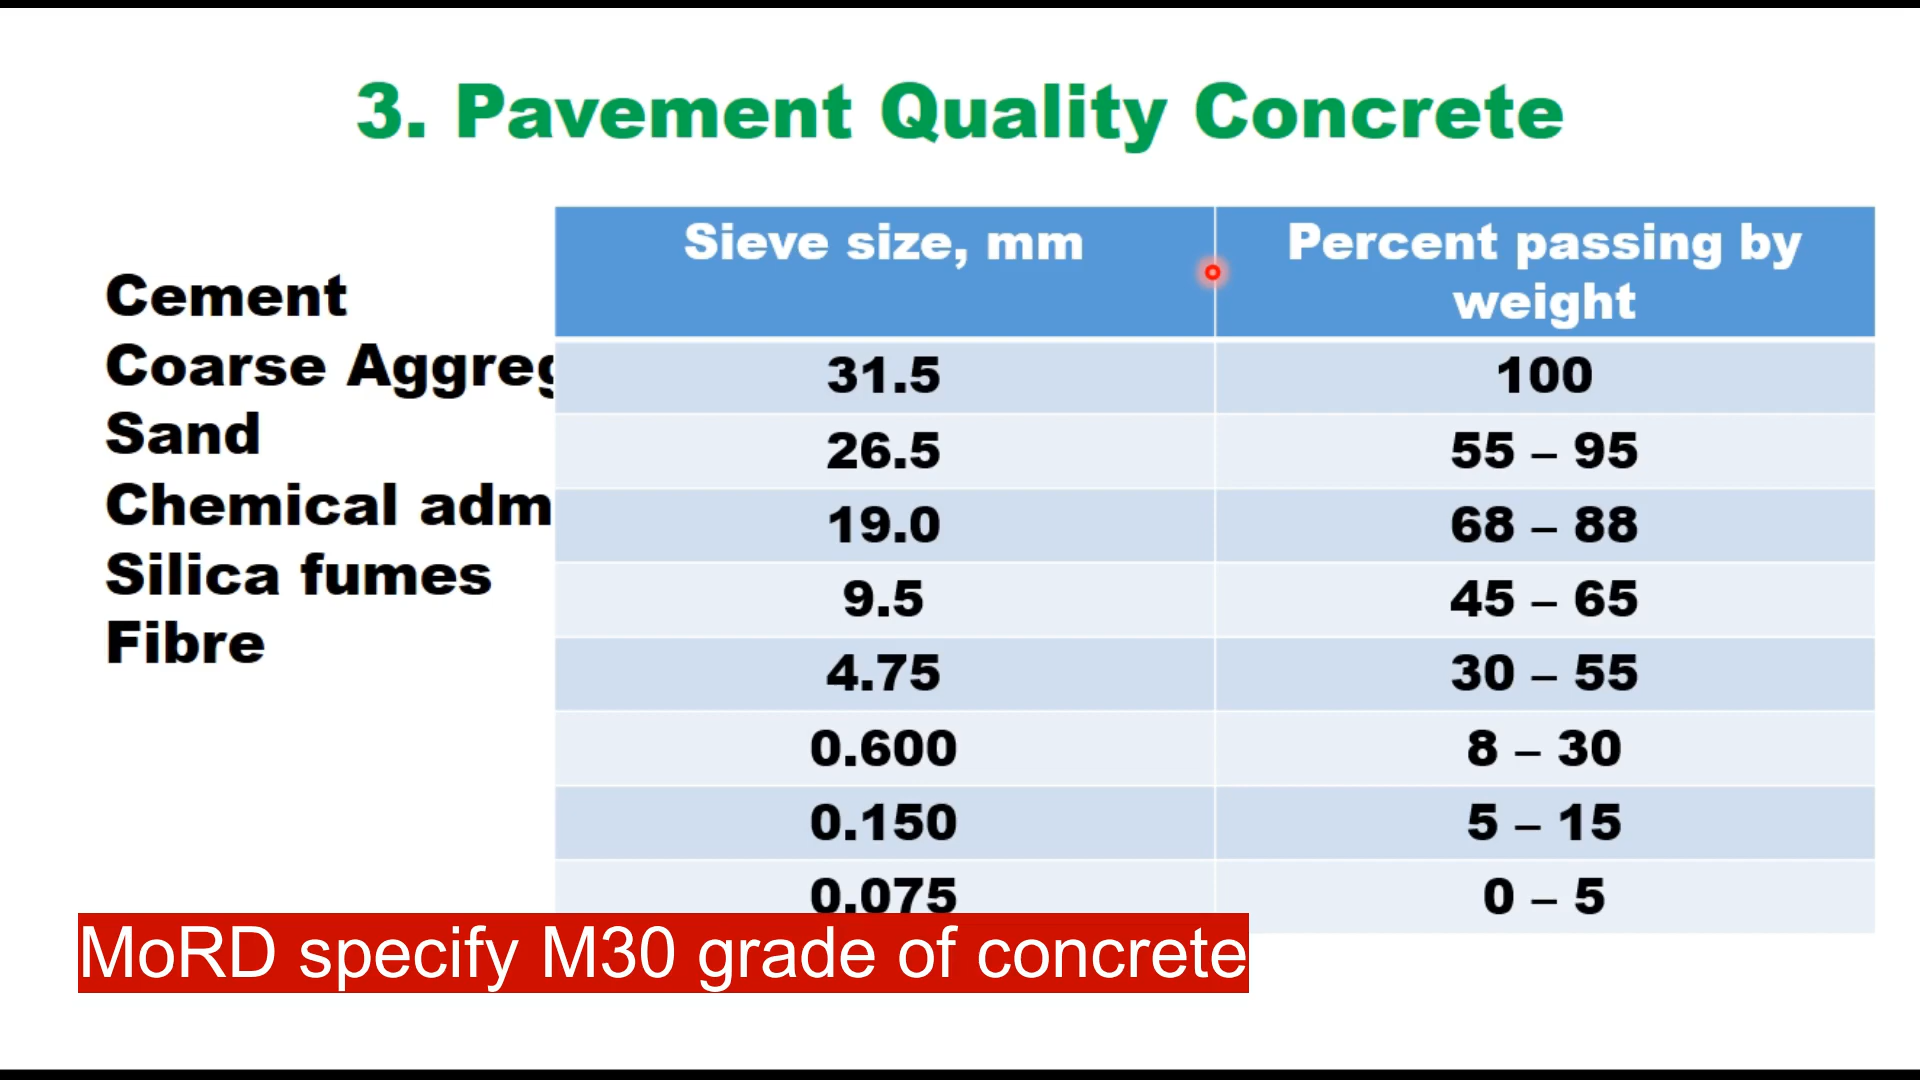 3. Pavement Quality Concrete
Cement
Coarse Aggreg
Sand
Chemical adm
Silica fumes
Fibre
Sieve size, mm Percent passing by weight
31.5 100
26.5 55 – 95
19.0 68 – 88
9.5 45 – 65
4.75 30 – 55
0.600 8 – 30
0.150 5 – 15
0.075 0 – 5
MoRD specify M30 grade of concrete